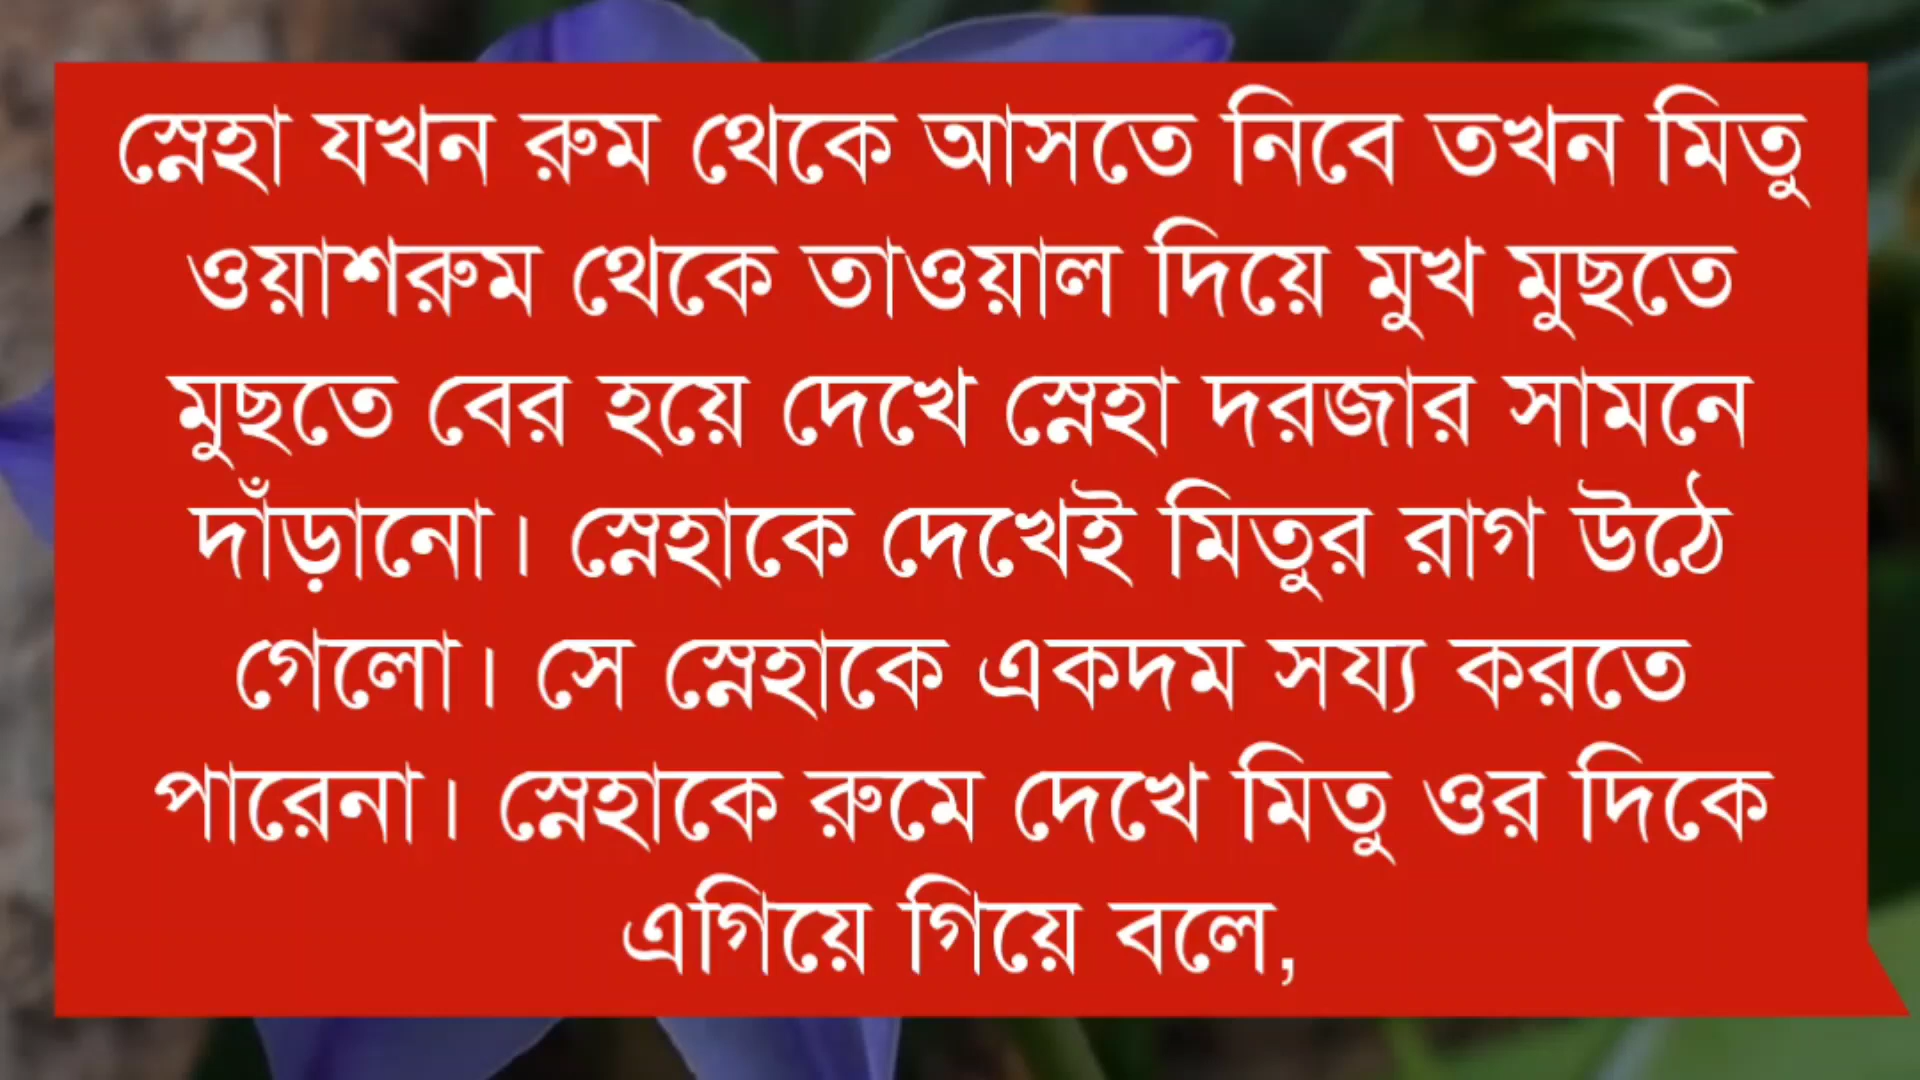 স্নেহা যখন রুম থেকে আসতে নিবে তখন মিতু
ওয়াশরুম থেকে তাওয়াল দিয়ে মুখ মুছতে
মুছতে বের হয়ে দেখে স্নেহা দরজার সামনে
দাঁড়ানো। স্নেহাকে দেখেই মিতুর রাগ উঠে
গেলো। সে স্নেহাকে একদম সয্য করতে
পারেনা। স্নেহাকে রুমে দেখে মিতু ওর দিকে
এগিয়ে গিয়ে বলে,